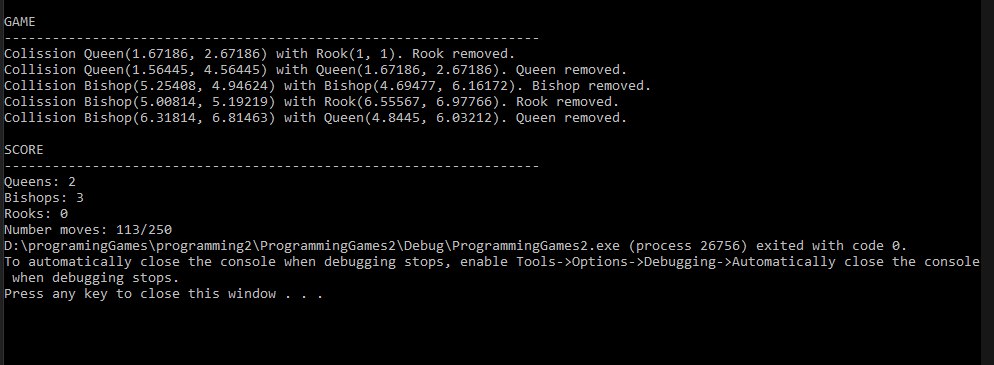 GAME
-------------------------------------------------------------------
Colission Queen(1.67186, 2.67186) with Rook(1, 1). Rook removed.
Collision Queen(1.56445, 4.56445) with Queen(1.67186, 2.67186). Queen removed.
Collision Bishop(5.25408, 4.94624) with Bishop(4.69477, 6.16172). Bishop removed.
Colission Bishop(5.00814, 5.19219) with Rook(6.55567, 6.97766). Rook removed.
Collision Bishop(6.31814, 6.81463) with Queen(4.8445, 6.03212). Queen removed.
SCORE
-------------------------------------------------------------------
Queens: 2
Bishops: 3
Rooks: 0
Number moves: 113/250
D:\programingGames\programming2\ProgrammingGames2\Debug\ProgrammingGames2.exe (process 26756) exited with code 0.
To automatically close the console when debugging stops, enable Tools->Options->Debugging->Automatically close the console
 when debugging stops.
Press any key to close this window . . .